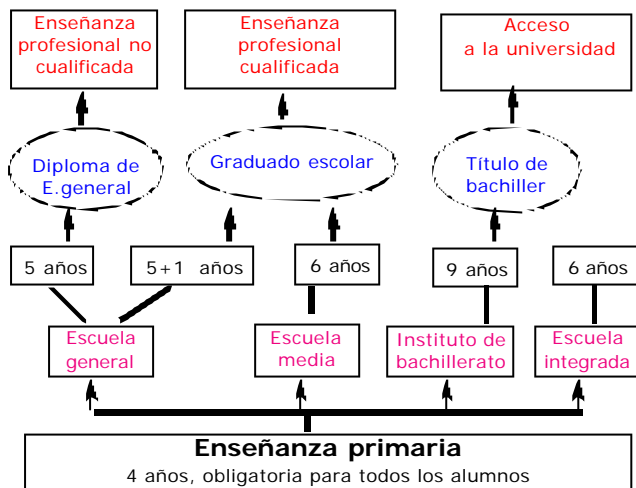 Enseñanza
profesional no
cualificada
Enseñanza
profesional
cualificada
Acceso
a la universidad
Diploma de
E.general
Graduado escolar
Título de
bachiller
5 años
5+1 años
6 años
9 años
6 años
Escuela
general
Escuela
media
Instituto de
bachillerato
Escuela
integrada
Enseñanza primaria
4 años, obligatoria para todos los alumnos